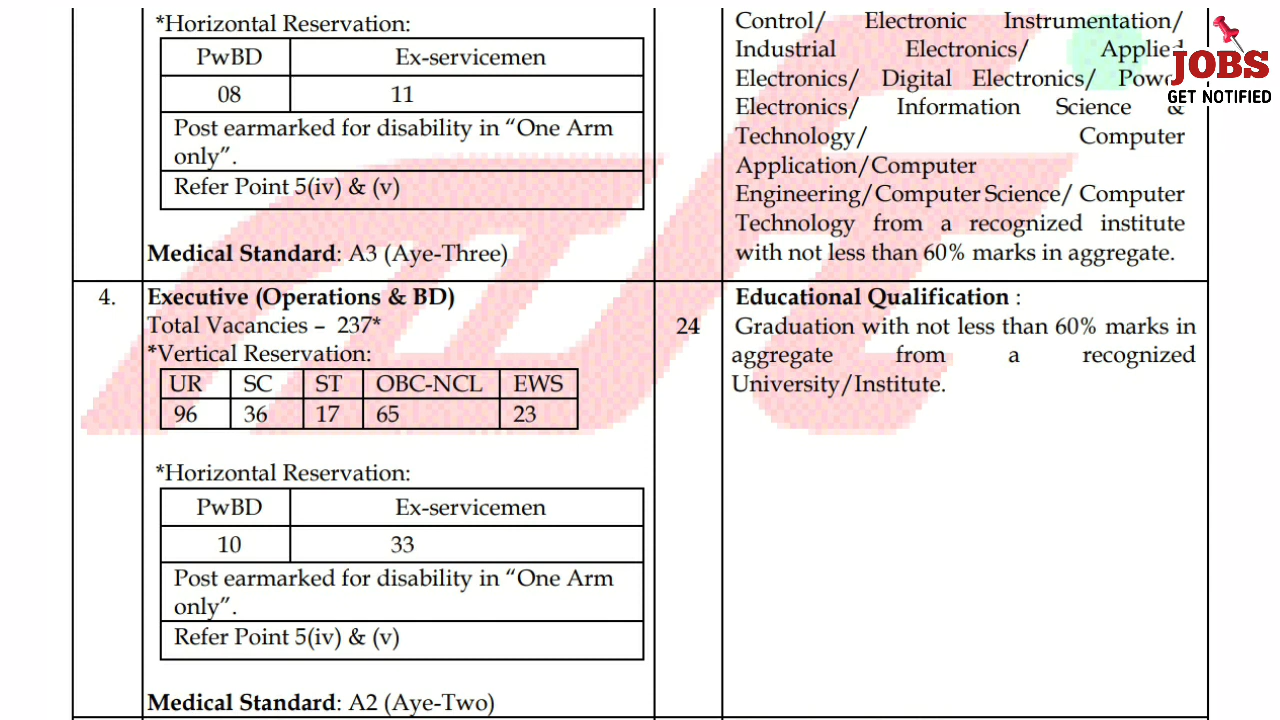 *Horizontal Reservation:
PwBD Ex-servicemen
08 11
Post earmarked for disability in “One Arm
only”.
Refer Point 5(iv) & (v)
Medical Standard: A3 (Aye-Three)
Control/ Electronic Instrumentation/
Industrial Electronics/ Applied
Electronics/ Digital Electronics/ Power
Electronics/ Information Science &
Technology/ Computer
Application/Computer
Engineering/Computer Science/ Computer
Technology from a recognized institute
with not less than 60% marks in aggregate.
JOBS
GET NOTIFIED
4.
Executive (Operations & BD)
Total Vacancies – 237*
*Vertical Reservation:
UR SC ST OBC-NCL EWS
96 36 17 65 23
*Horizontal Reservation:
PwBD Ex-servicemen
10 33
Post earmarked for disability in “One Arm
only”.
Refer Point 5(iv) & (v)
Medical Standard: A2 (Aye-Two)
24
Educational Qualification :
Graduation with not less than 60% marks in
aggregate from a recognized
University/Institute.